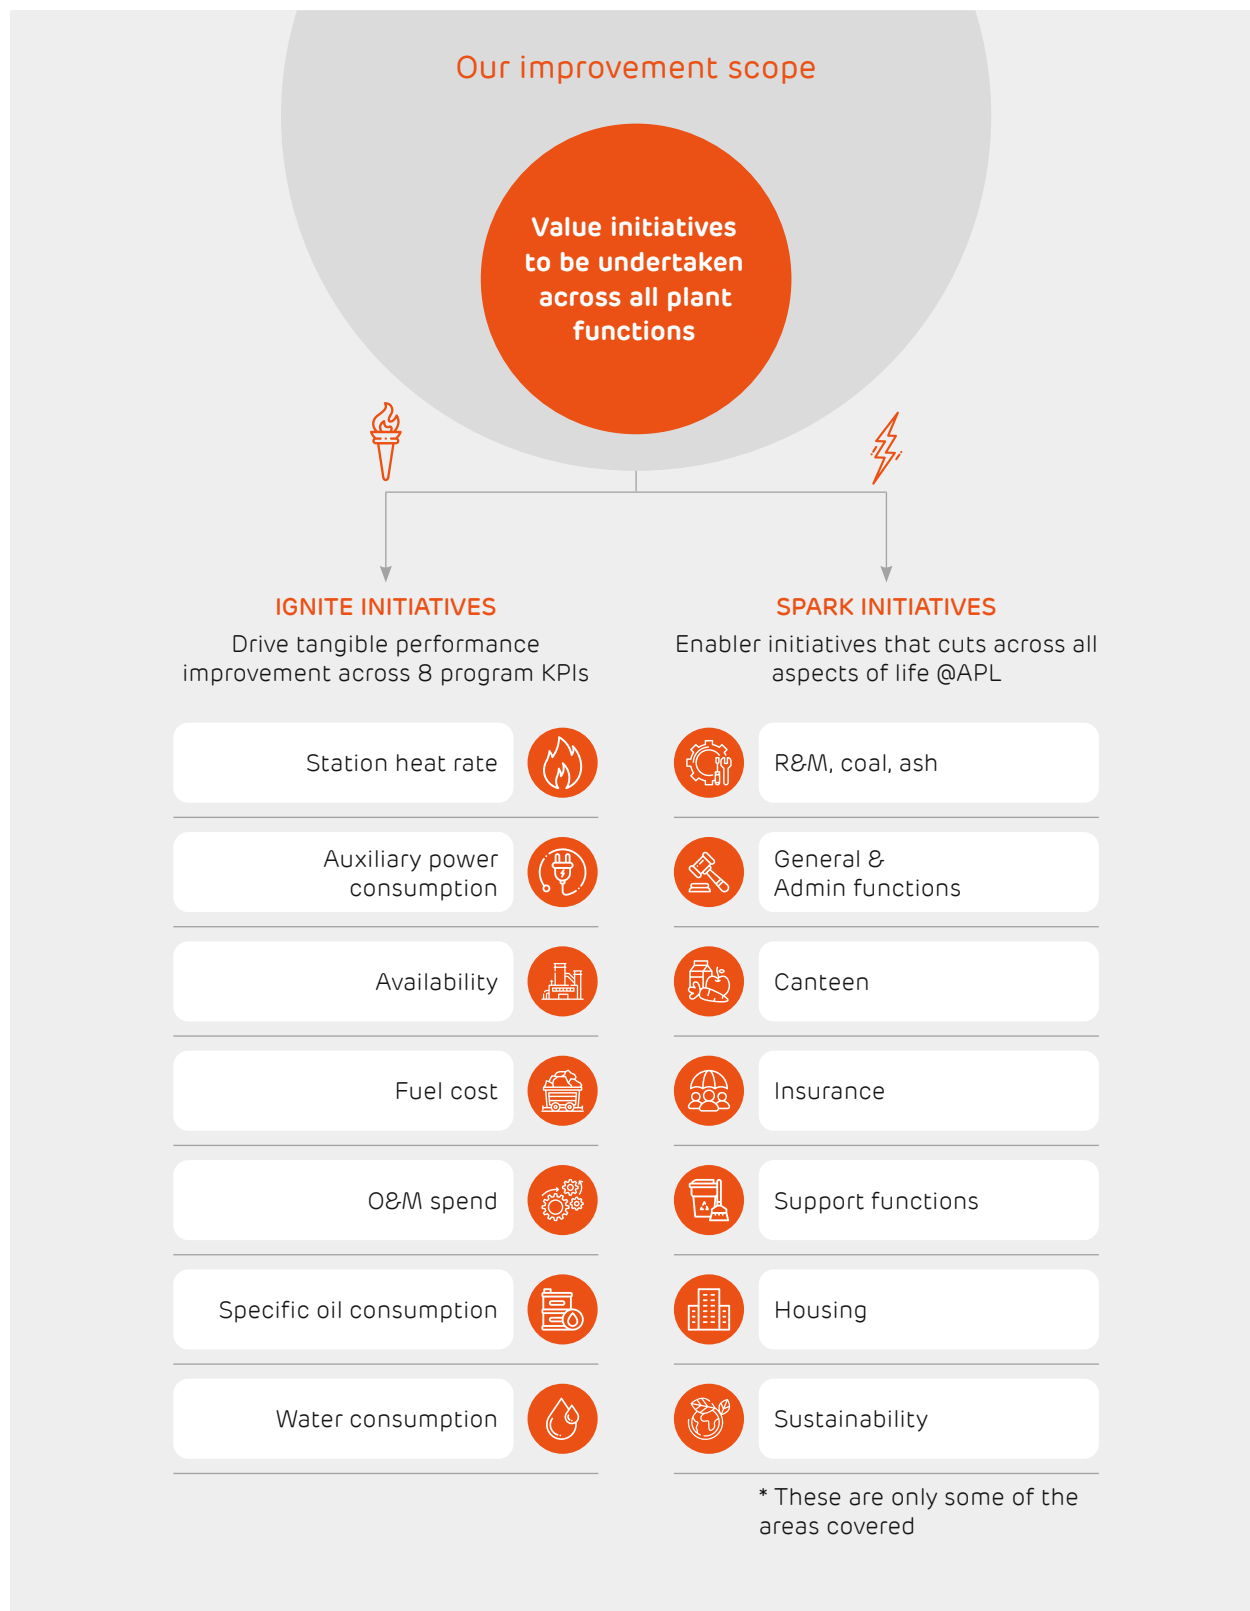 Our improvement scope
Value initiatives
to be undertaken
across all plant
functions
IGNITE INITIATIVES
Drive tangible performance
improvement across 8 program KPIs
Station heat rate
Auxiliary power
consumption
Availability
Fuel cost
O&M spend
Specific oil consumption
Water consumption
SPARK INITIATIVES
Enabler initiatives that cuts across all
aspects of life @APL
R&M, coal, ash
General &
Admin functions
Canteen
Insurance
Support functions
Housing
Sustainability
* These are only some of the
areas covered